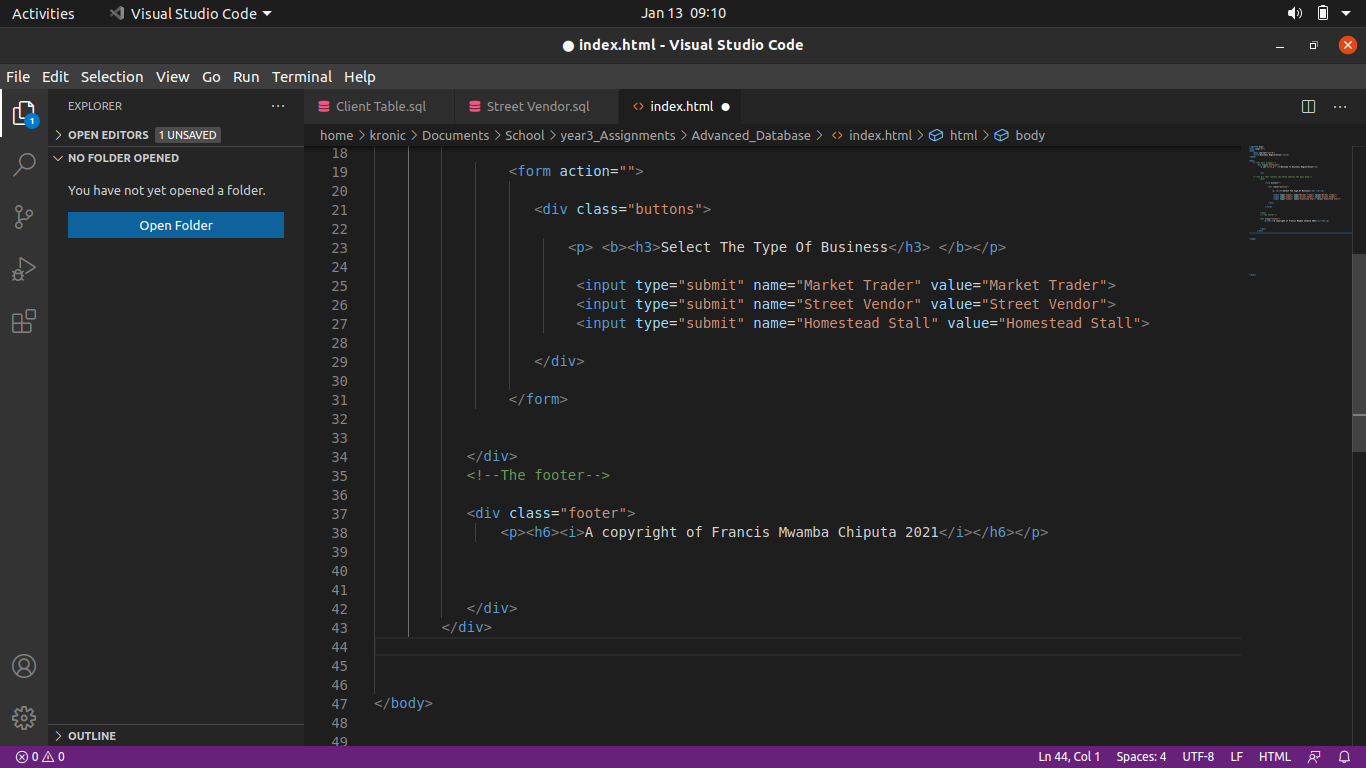 Activities Visual Studio Code Jan 13 09:10
● index.html - Visual Studio Code
File Edit Selection View Go Run Terminal Help
EXPLORER ···
Client Table.sql Street Vendor.sql index.html ● ···
1
OPEN EDITORS 1 UNSAVED
home > kronic > Documents > School > year3_Assignments > Advanced_Database > index.html > html > body
NO FOLDER OPENED
You have not yet opened a folder.
Open Folder
18
19 <form action="">
20
21 <div class="buttons">
22
23 <p> <b><h3>Select The Type Of Business</h3> </b></p>
24
25 <input type="submit" name="Market Trader" value="Market Trader">
26 <input type="submit" name="Street Vendor" value="Street Vendor">
27 <input type="submit" name="Homestead Stall" value="Homestead Stall">
28
29 </div>
30
31 </form>
32
33
34 </div>
35 <!--The footer-->
36
37 <div class="footer">
38 <p><h6><i>A copyright of Francis Mwamba Chiputa 2021</i></h6></p>
39
40
41
42 </div>
43 </div>
44
45
46
47 </body>
48
49
OUTLINE
0 0 Ln 44, Col 1 Spaces: 4 UTF-8 LF HTML